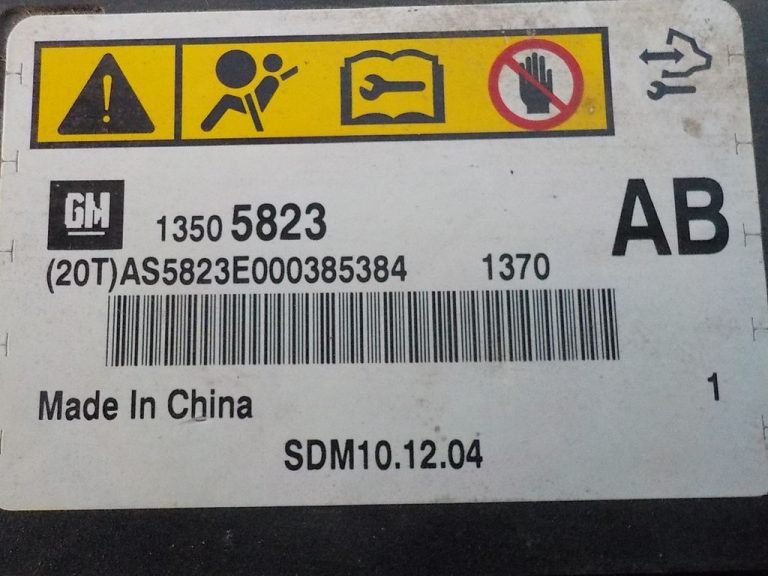 GM 1350 5823 AB
(20T)AS5823E000385384 1370
Made In China 1
SDM10.12.04